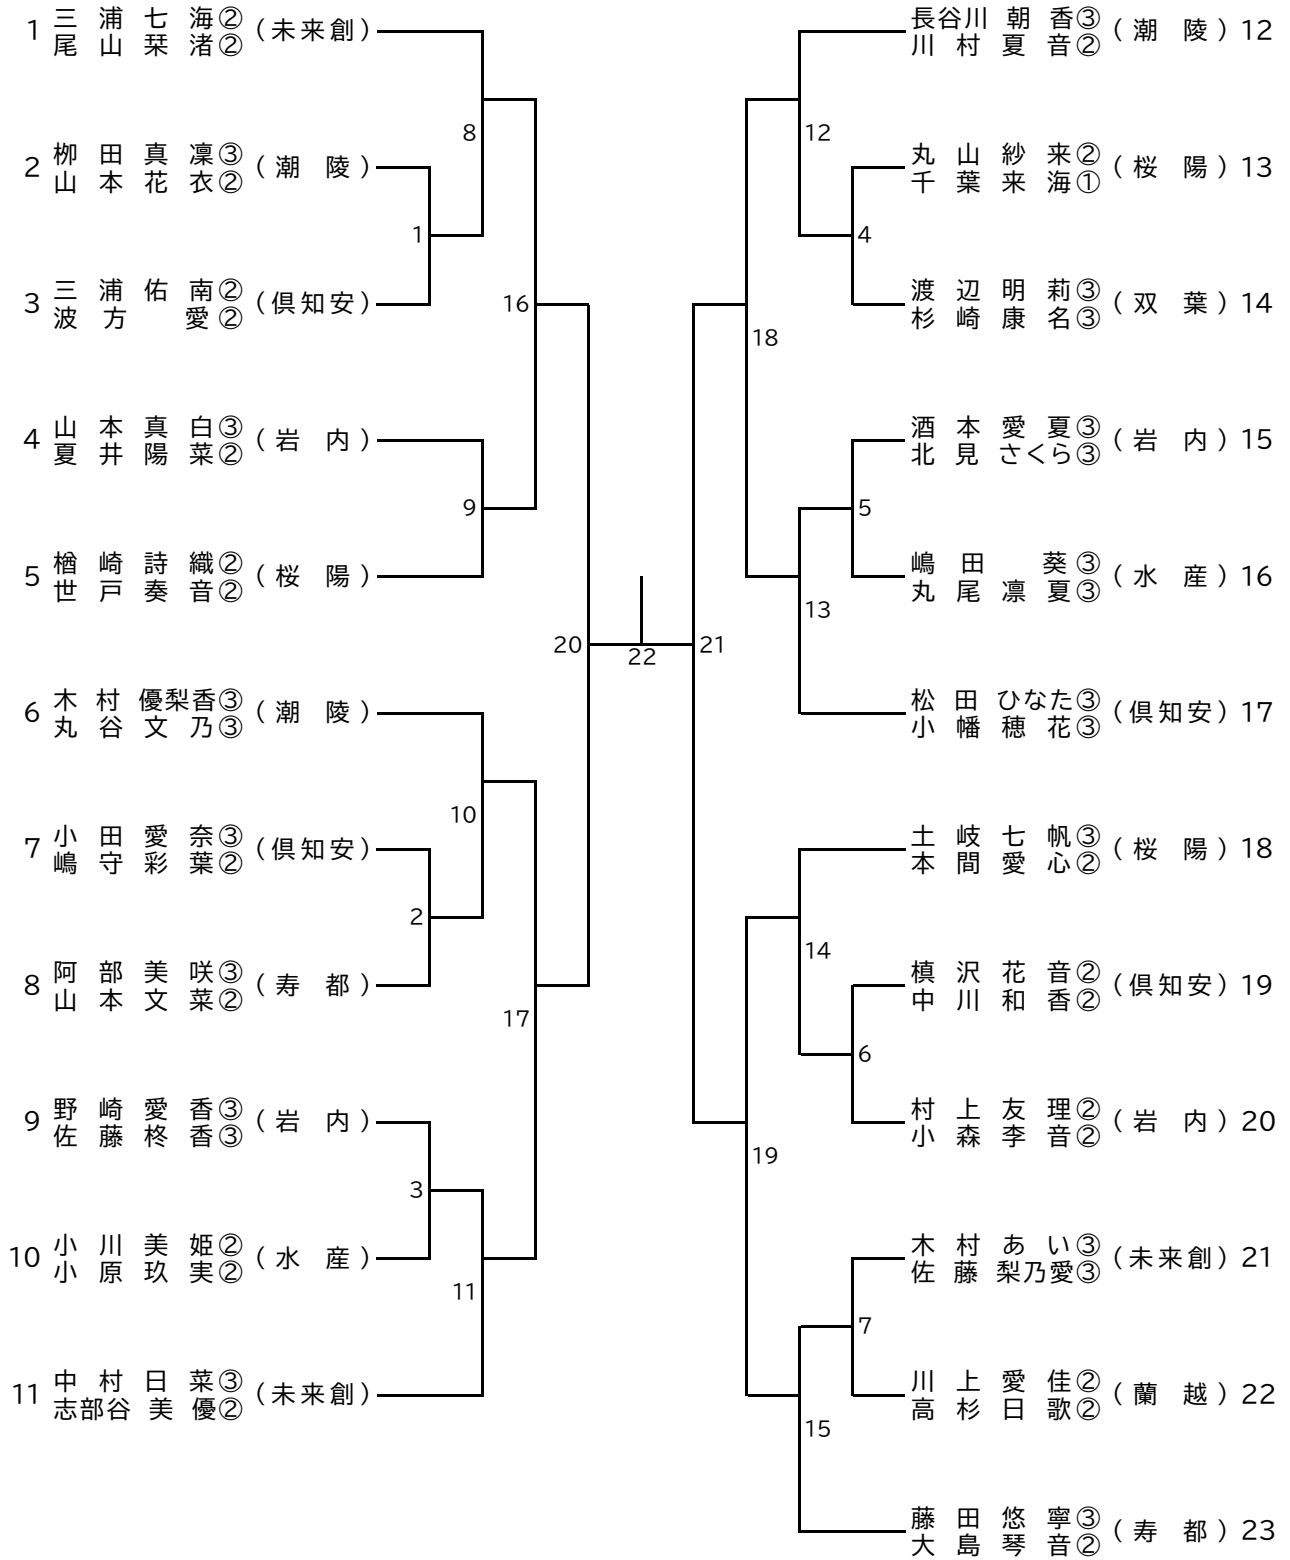 1 三浦七海② (未来創)
尾山栞渚②
8
2 栁田真凜③ (潮陵)
山本花衣②
1
3 三浦佑南② (倶知安)
波方愛②
16
4 山本真白③ (岩内)
夏井陽菜②
9
5 楢崎詩織② (桜陽)
世戸奏音②
20
6 木村優梨香③ (潮陵)
丸谷文乃③
10
7 小田愛奈③ (倶知安)
嶋守彩葉②
2
8 阿部美咲③ (寿都)
山本文菜②
17
9 野崎愛香③ (岩内)
佐藤柊香③
3
10 小川美姫② (水産)
小原玖実②
11
11 中村日菜③ (未来創)
志部谷美優②
22
長谷川朝香③ (潮陵) 12
川村夏音②
12
丸山紗来② (桜陽) 13
千葉来海①
4
渡辺明莉③ (双葉) 14
杉崎康名③
18
酒本愛夏③ (岩内) 15
北見さくら③
5
嶋田葵③ (水産) 16
丸尾凛夏③
13
21
松田ひなた③ (倶知安) 17
小幡穂花③
土岐七帆③ (桜陽) 18
本間愛心②
14
槙沢花音② (倶知安) 19
中川和香②
6
村上友理② (岩内) 20
小森李音②
19
木村あい③ (未来創) 21
佐藤梨乃愛③
7
川上愛佳② (蘭越) 22
高杉日歌②
15
藤田悠寧③ (寿都) 23
大島琴音②